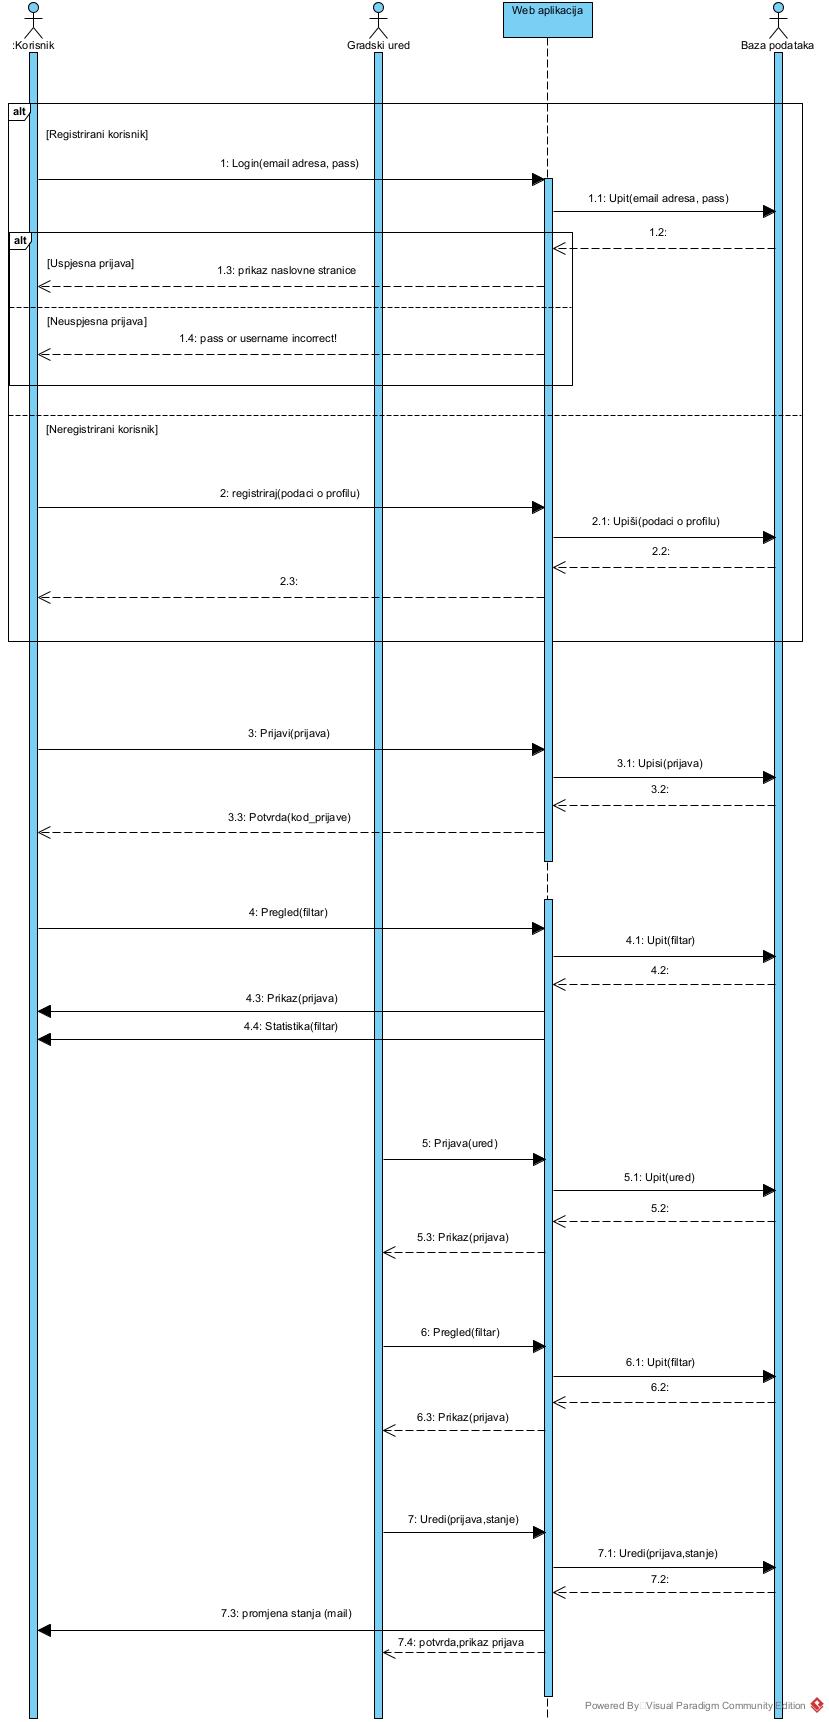 :Korisnik
Gradski ured
Web aplikacija
Baza podataka
alt
[Registrirani korisnik]
1: Login(email adresa, pass)
1.1: Upit(email adresa, pass)
1.2:
alt
[Uspjesna prijava]
1.3: prikaz naslovne stranice
[Neuspjesna prijava]
1.4: pass or username incorrect!
[Neregistrirani korisnik]
2: registriraj(podaci o profilu)
2.1: Upiši(podaci o profilu)
2.2:
2.3:
3: Prijavi(prijava)
3.1: Upisi(prijava)
3.2:
3.3: Potvrda(kod_prijave)
4: Pregled(filtar)
4.1: Upit(filtar)
4.2:
4.3: Prikaz(prijava)
4.4: Statistika(filtar)
5: Prijava(ured)
5.1: Upit(ured)
5.2:
5.3: Prikaz(prijava)
6: Pregled(filtar)
6.1: Upit(filtar)
6.2:
6.3: Prikaz(prijava)
7: Uredi(prijava,stanje)
7.1: Uredi(prijava,stanje)
7.2:
7.3: promjena stanja (mail)
7.4: potvrda,prikaz prijava
Powered By Visual Paradigm Community Edition